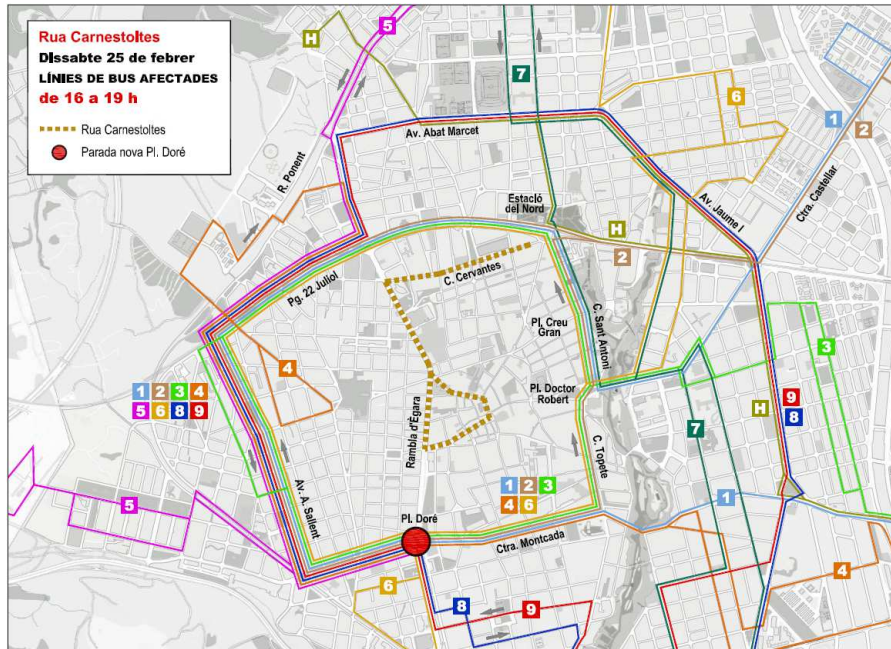 Rua Carnestoltes
Dissabte 25 de febrer
LÍNIES DE BUS AFECTADES
de 16 a 19 h
Rua Carnestoltes
Parada nova Pl. Doré
5
H
7
6
1
2
Av. Abat Marcet
R. Ponent
Estació
del Nord
Av. Jaume I
Ctra. Castellar
H
2
C. Cervantes
Pg. 22 Juliol
Pl. Creu
Gran
C. Sant Antoni
3
4
1 2 3 4
5 6 8 9
Pl. Doctor
Robert
9
8
H
Rambla d'Ègara
7
C. Topete
1 2 3
4 6
1
5
Av. A. Sallent
Pl. Doré
Ctra. Montcada
4
6
8
9